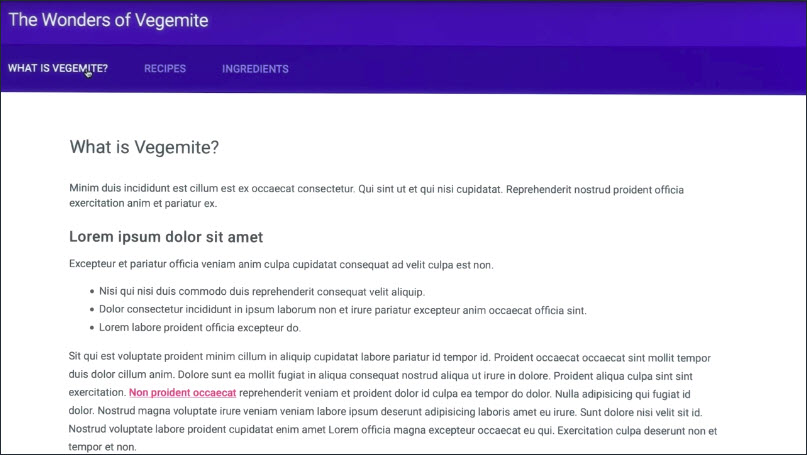 The Wonders of Vegemite
WHAT IS VEGEMITE? RECIPES INGREDIENTS
What is Vegemite?
Minim duis incididunt est cillum est ex occaecat consectetur. Qui sint ut et qui nisi cupidatat. Reprehenderit nostrud proident officia
exercitation anim et pariatur ex.
Lorem ipsum dolor sit amet
Excepteur et pariatur officia veniam anim culpa cupidatat consequat ad velit culpa est non.
• Nisi qui nisi duis commodo duis reprehenderit consequat velit aliquip.
• Dolor consectetur incididunt in ipsum laborum non et irure pariatur excepteur anim occaecat officia sint.
• Lorem labore proident officia excepteur do.
Sit qui est voluptate proident minim cillum in aliquip cupidatat labore pariatur id tempor id. Proident occaecat occaecat sint mollit tempor
duis dolor cillum anim. Dolore sunt ea mollit fugiat in aliqua consequat nostrud aliqua ut irure in dolore. Proident aliqua culpa sint sint
exercitation. Non proident occaecat reprehenderit veniam et proident dolor id culpa ea tempor do dolor. Nulla adipisicing qui fugiat id
dolor. Nostrud magna voluptate irure veniam veniam labore ipsum deserunt adipisicing laboris amet eu irure. Sunt dolore nisi velit sit id.
Nostrud voluptate labore proident cupidatat enim amet Lorem officia magna excepteur occaecat eu qui. Exercitation culpa deserunt non et
tempor et non.